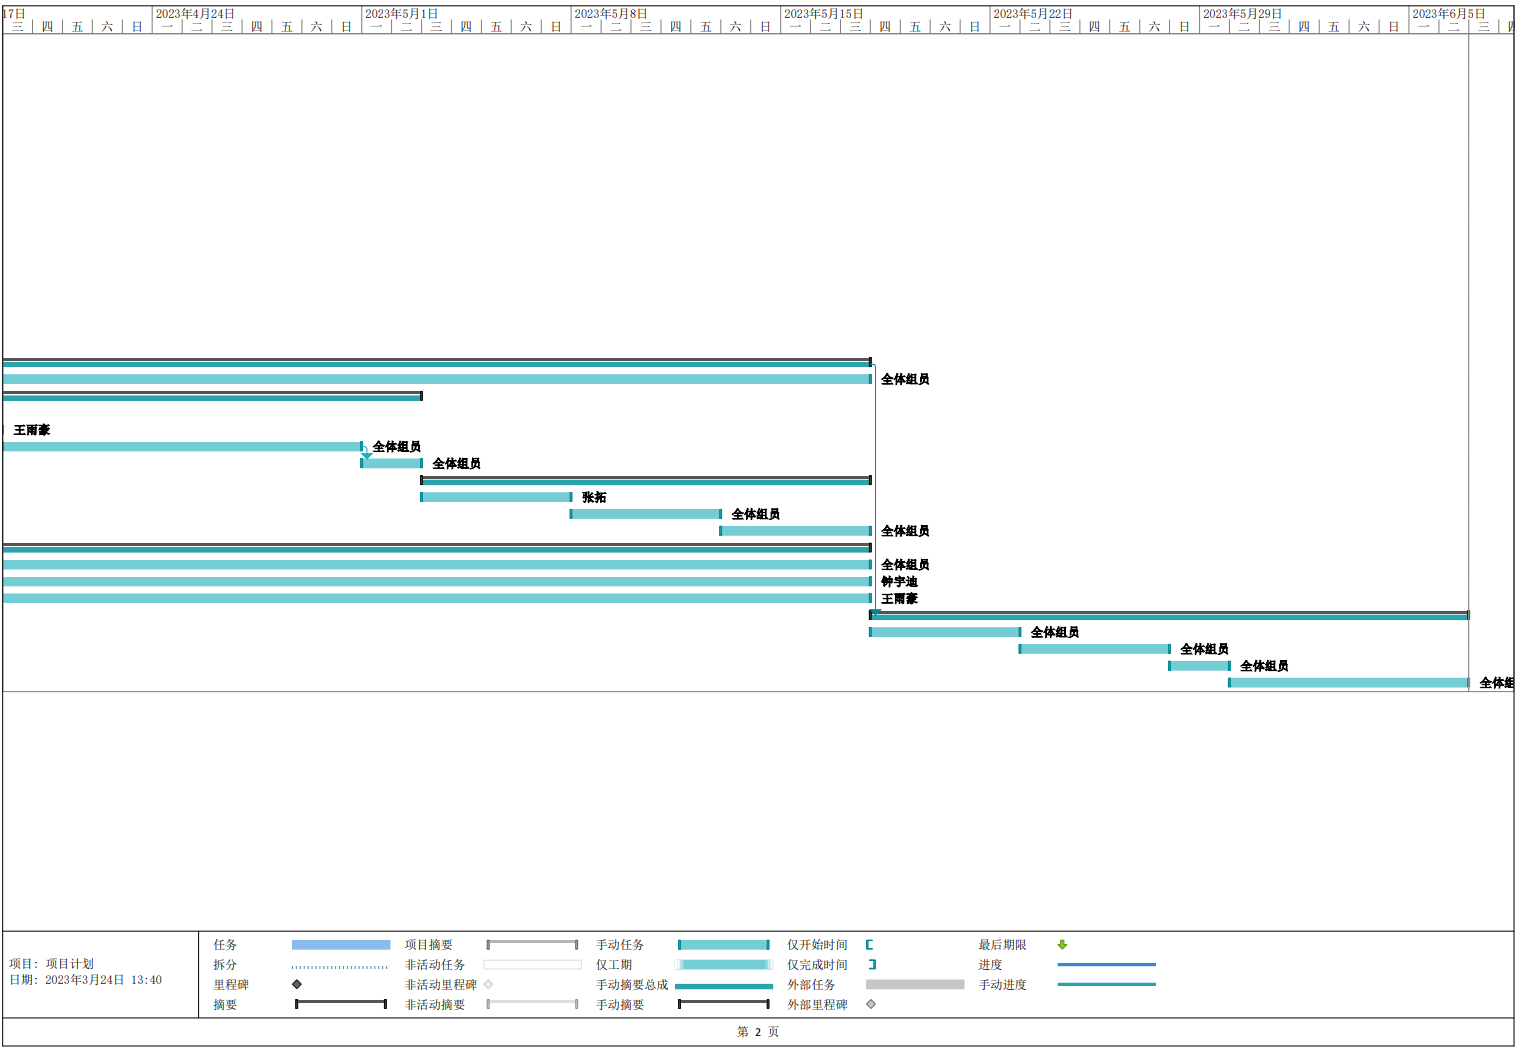 17日 2023年4月24日 2023年5月1日 2023年5月8日 2023年5月15日 2023年5月22日 2023年5月29日 2023年6月5日
三 四 五 六 日 一 二 三 四 五 六 日 一 二 三 四 五 六 日 一 二 三 四 五 六 日 一 二 三 四 五 六 日 一 二 三 四 五 六 日 一 二 三 四 五 六 日 一 二 三 四
全体组员
王雨豪
全体组员
全体组员
张拓
全体组员
全体组员
全体组员
钟宇迪
王雨豪
全体组员
全体组员
全体组员
全体组
任务 项目摘要 手动任务 仅开始时间 最后期限
拆分 非活动任务 仅工期 仅完成时间 进度
里程碑 非活动里程碑 手动摘要总成 外部任务 手动进度
摘要 非活动摘要 手动摘要 外部里程碑
项目: 项目计划
日期: 2023年3月24日 13:40
第 2 页